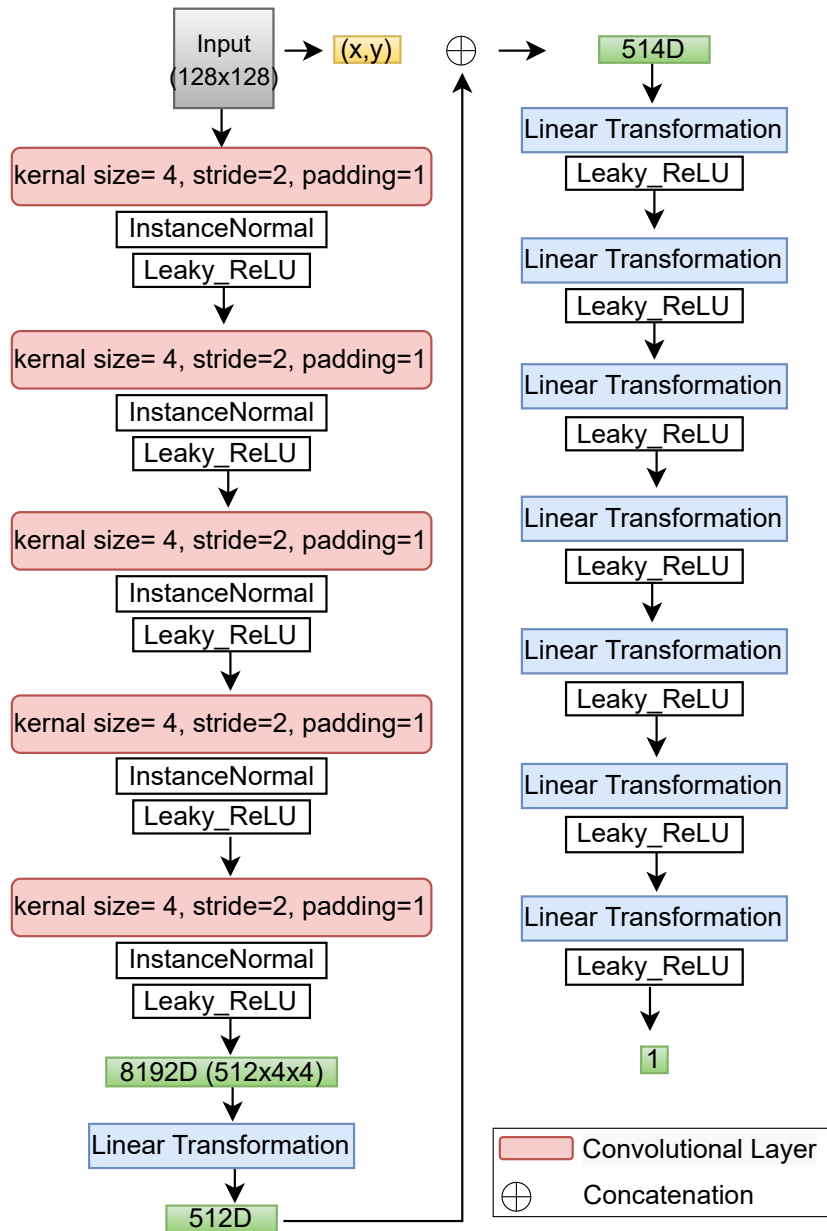 Input
(128x128)
(x,y)
514D
kernal size= 4, stride=2, padding=1
InstanceNormal
Leaky_ReLU
kernal size= 4, stride=2, padding=1
InstanceNormal
Leaky_ReLU
kernal size= 4, stride=2, padding=1
InstanceNormal
Leaky_ReLU
kernal size= 4, stride=2, padding=1
InstanceNormal
Leaky_ReLU
kernal size= 4, stride=2, padding=1
InstanceNormal
Leaky_ReLU
8192D (512x4x4)
Linear Transformation
512D
Linear Transformation
Leaky_ReLU
Linear Transformation
Leaky_ReLU
Linear Transformation
Leaky_ReLU
Linear Transformation
Leaky_ReLU
Linear Transformation
Leaky_ReLU
Linear Transformation
Leaky_ReLU
Linear Transformation
Leaky_ReLU
1
Convolutional Layer
Concatenation